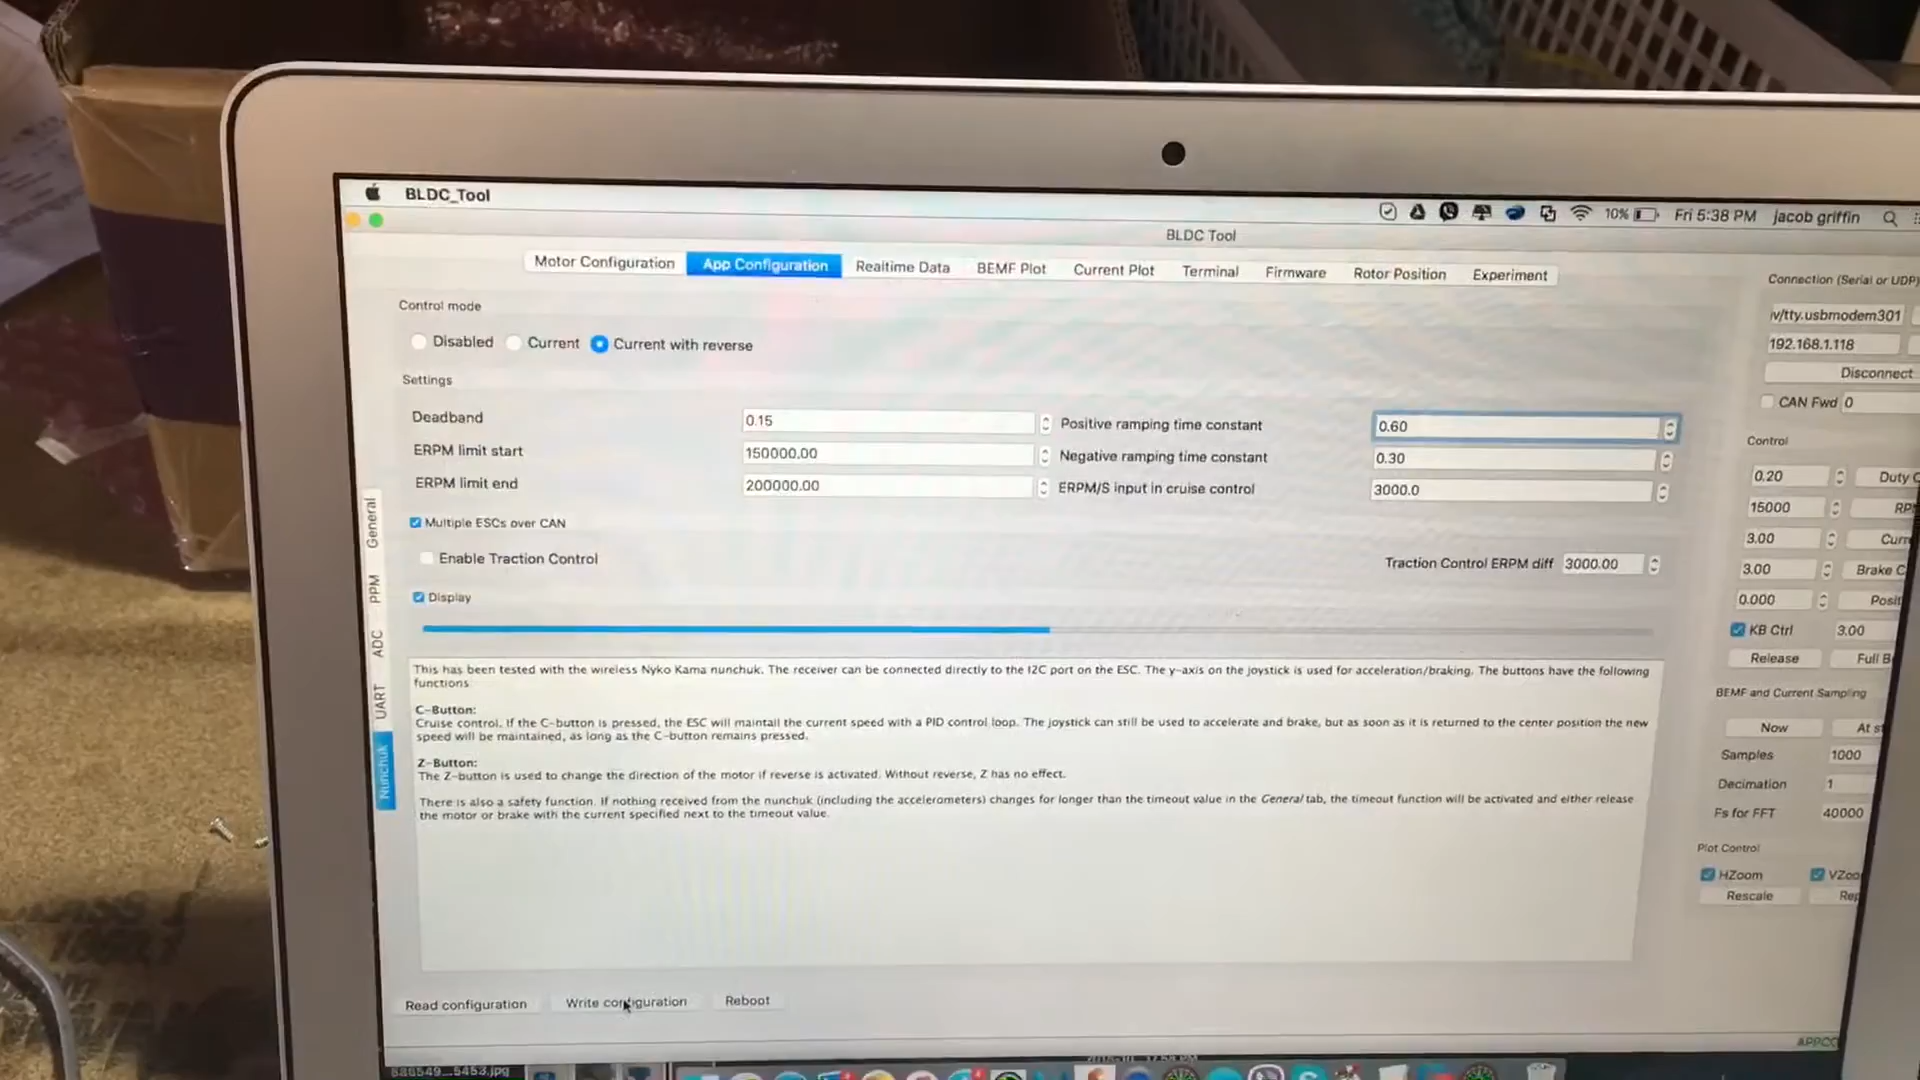 BLDC_Tool
10%
Fri 5:38 PM jacob griffin
BLDC Tool
Motor Configuration App Configuration Realtime Data BEMF Plot Current Plot Terminal Firmware Rotor Position Experiment
Control mode
Disabled Current Current with reverse
Settings
Deadband 0.15 Positive ramping time constant 0.60
ERPM limit start 150000.00 Negative ramping time constant 0.30
ERPM limit end 200000.00 ERPM/S input in cruise control 3000.0
Multiple ESCs over CAN
Enable Traction Control Traction Control ERPM diff 3000.00
Display
General
PPM
ADC
UART
Nunchuk
This has been tested with the wireless Nyko Kama nunchuk. The receiver can be connected directly to the I2C port on the ESC. The y-axis on the joystick is used for acceleration/braking. The buttons have the following
functions
C-Button:
Cruise control. If the C-button is pressed, the ESC will maintail the current speed with a PID control loop. The joystick can still be used to accelerate and brake, but as soon as it is returned to the center position the new
speed will be maintained, as long as the C-button remains pressed.
Z-Button:
The Z-button is used to change the direction of the motor if reverse is activated. Without reverse, Z has no effect.
There is also a safety function. If nothing received from the nunchuk (including the accelerometers) changes for longer than the timeout value in the General tab, the timeout function will be activated and either release
the motor or brake with the current specified next to the timeout value.
Read configuration Write configuration Reboot
Connection (Serial or UDP)
v/tty.usbmodem301
192.168.1.118
Disconnect
CAN Fwd 0
Control
0.20 Duty C
15000 RP
3.00 Curr
3.00 Brake C
0.000 Posit
KB Ctrl 3.00
Release Full B
BEMF and Current Sampling
Now At s
Samples 1000
Decimation 1
Fs for FFT 40000
Plot Control
HZoom VZoo
Rescale Rep
APPCO